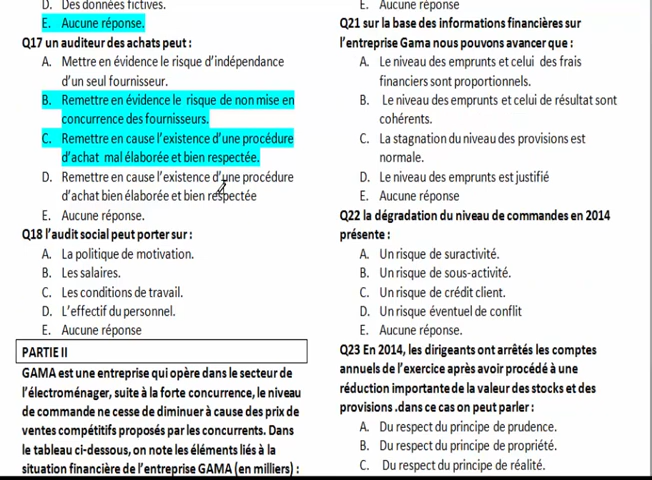 D. Des données fictives.
E. Aucune réponse.
Q17 un auditeur des achats peut :
A. Mettre en évidence le risque d'indépendance
d'un seul fournisseur.
B. Remettre en évidence le risque de non mise en
concurrence des fournisseurs.
C. Remettre en cause l'existence d'une procédure
d'achat mal élaborée et bien respectée.
D. Remettre en cause l'existence d'une procédure
d'achat bien élaborée et bien respectée
E. Aucune réponse.
Q18 l'audit social peut porter sur :
A. La politique de motivation.
B. Les salaires.
C. Les conditions de travail.
D. L'effectif du personnel.
E. Aucune réponse
PARTIE II
GAMA est une entreprise qui opère dans le secteur de
l'électroménager, suite à la forte concurrence, le niveau
de commande ne cesse de diminuer à cause des prix de
ventes compétitifs proposés par les concurrents. Dans
le tableau ci-dessous, on note les éléments liés à la
situation financière de l'entreprise GAMA (en milliers) :
E. Aucune réponse
Q21 sur la base des informations financières sur
l'entreprise Gama nous pouvons avancer que :
A. Le niveau des emprunts et celui des frais
financiers sont proportionnels.
B. Le niveau des emprunts et celui de résultat sont
cohérents.
C. La stagnation du niveau des provisions est
normale.
D. Le niveau des emprunts est justifié
E. Aucune réponse
Q22 la dégradation du niveau de commandes en 2014
présente :
A. Un risque de suractivité.
B. Un risque de sous-activité.
C. Un risque de crédit client.
D. Un risque éventuel de conflit
E. Aucune réponse.
Q23 En 2014, les dirigeants ont arrêtés les comptes
annuels de l'exercice après avoir procédé à une
réduction importante de la valeur des stocks et des
provisions .dans ce cas on peut parler :
A. Du respect du principe de prudence.
B. Du respect du principe de propriété.
C. Du respect du principe de réalité.